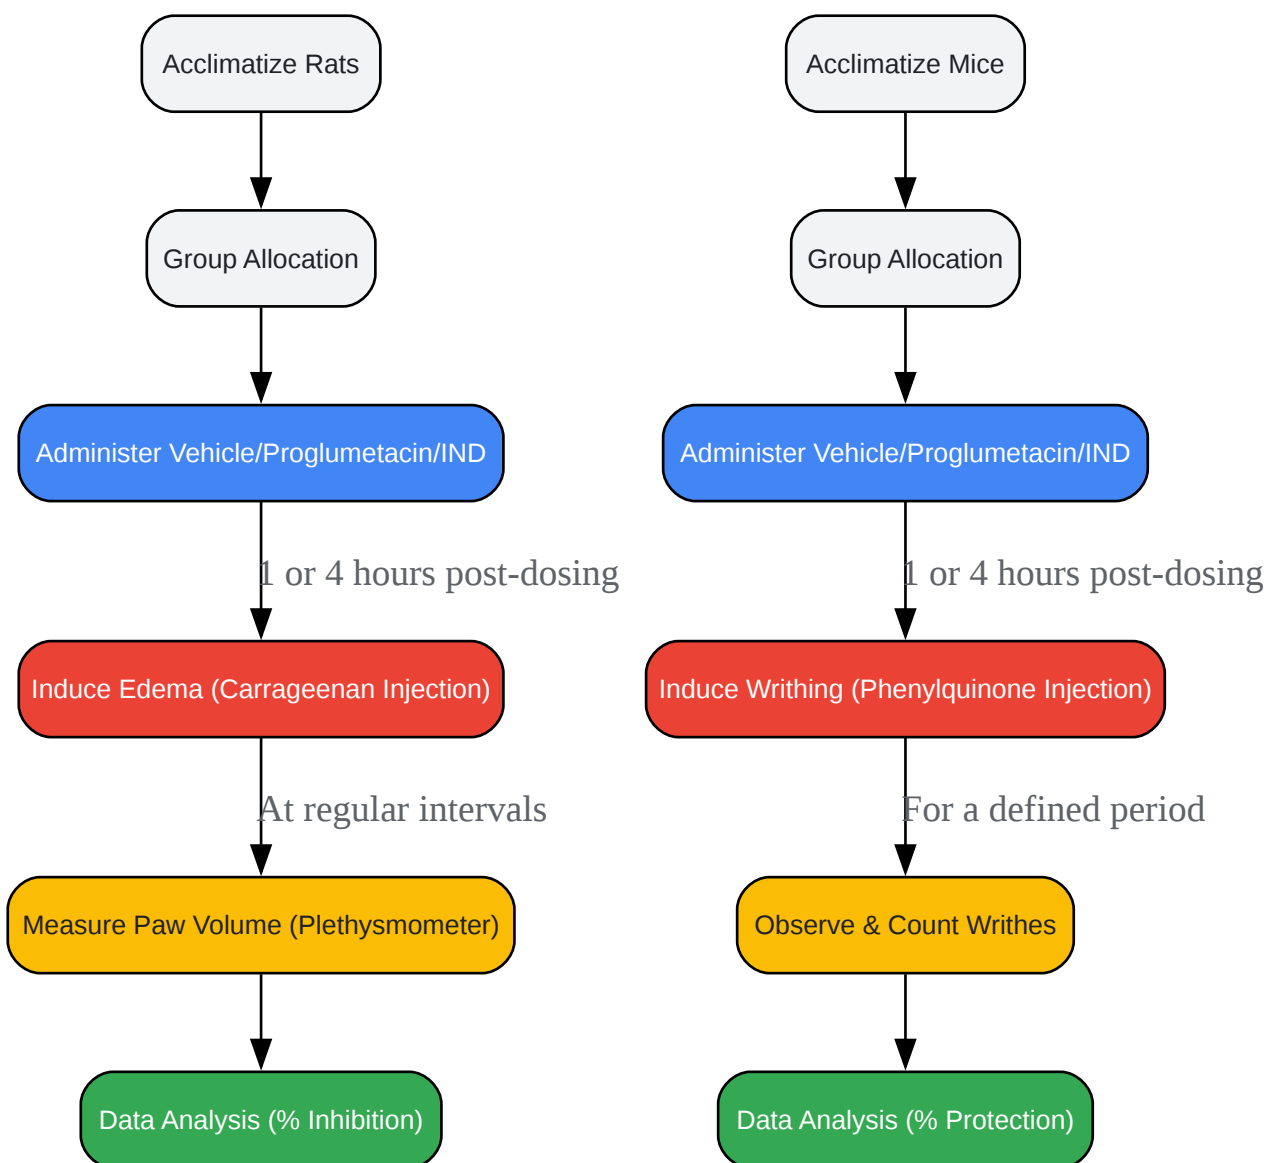 Acclimatize Rats
Group Allocation
Administer Vehicle/Proglumetacin/IND
1 or 4 hours post-dosing
Induce Edema (Carrageenan Injection)
At regular intervals
Measure Paw Volume (Plethysmometer)
Data Analysis (% Inhibition)
Acclimatize Mice
Group Allocation
Administer Vehicle/Proglumetacin/IND
1 or 4 hours post-dosing
Induce Writhing (Phenylquinone Injection)
For a defined period
Observe & Count Writhes
Data Analysis (% Protection)